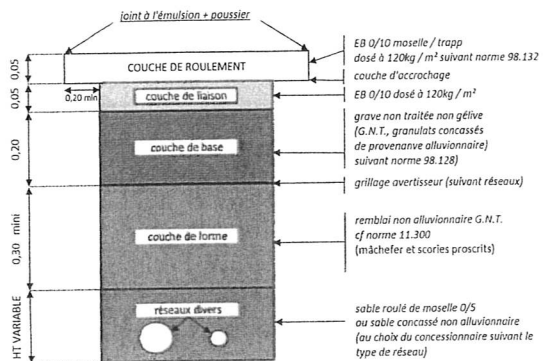 joint à l'émulsion + poussier
0,05
COUCHE DE ROULEMENT
EB 0/10 moselle / trapp
dosé à 120kg / m² suivant norme 98.132
couche d'accrochage
0,05
0,20 min
couche de liaison
EB 0/10 dosé à 120kg / m²
0,20
couche de base
grave non traitée non gélive
(G.N.T., granulats concassés
de provenanve alluvionnaire)
suivant norme 98.128)
grillage avertisseur (suivant réseaux)
0,30 mini
couche de forme
remblai non alluvionnaire G.N.T.
cf norme 11.300
(mâchefer et scories proscrits)
HT VARIABLE
réseaux divers
sable roulé de moselle 0/5
ou sable concassé non alluvionnaire
(au choix du concessionnaire suivant le
type de réseau)